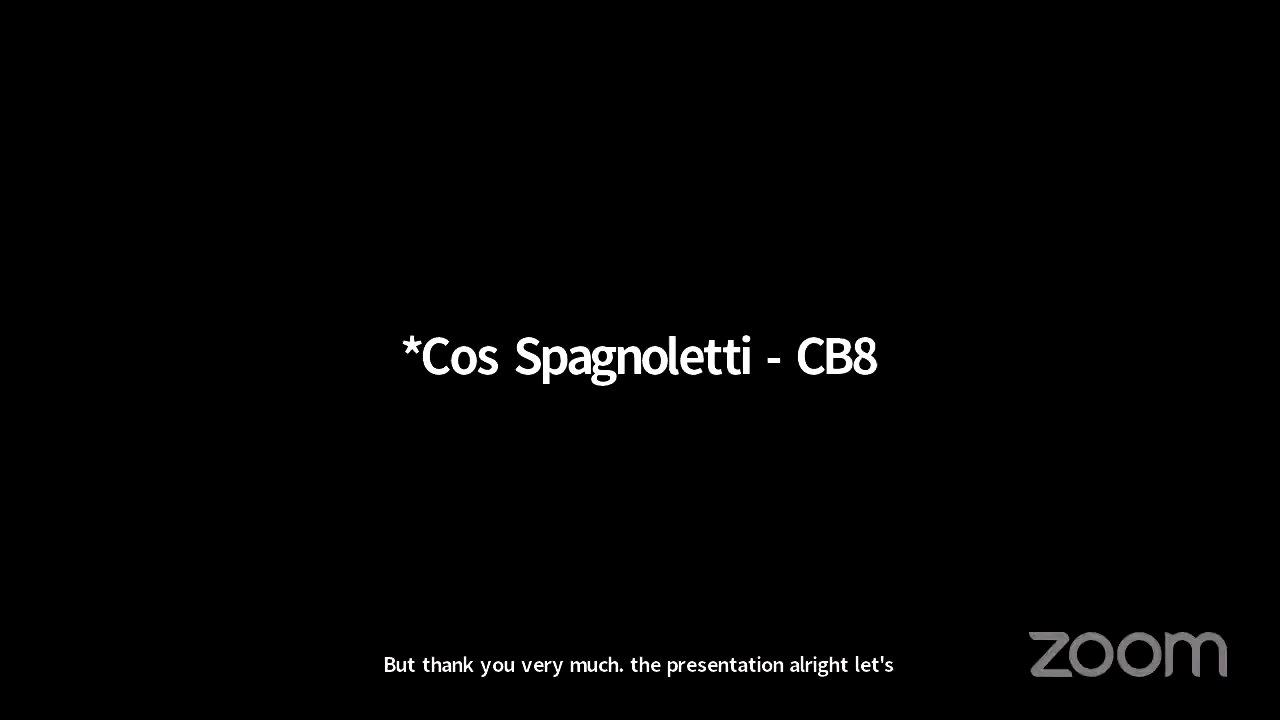 *Cos Spagnoletti - CB8
But thank you very much. the presentation alright let's
zoom